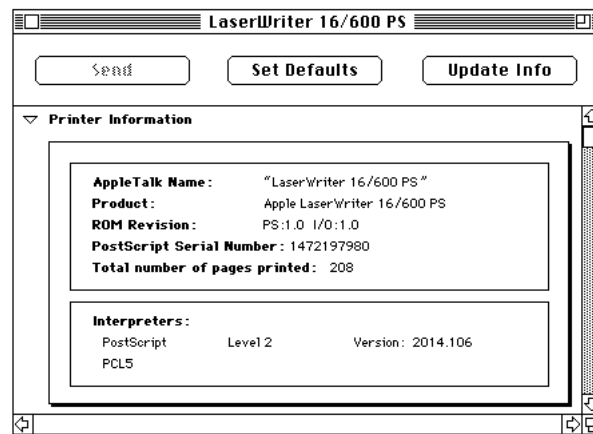 LaserWriter 16/600 PS
Send Set Defaults Update Info
Printer Information
AppleTalk Name: "LaserWriter 16/600 PS"
Product: Apple LaserWriter 16/600 PS
ROM Revision: PS:1.0 I/0:1.0
PostScript Serial Number: 1472197980
Total number of pages printed: 208
Interpreters:
PostScript Level 2 Version: 2014.106
PCL5